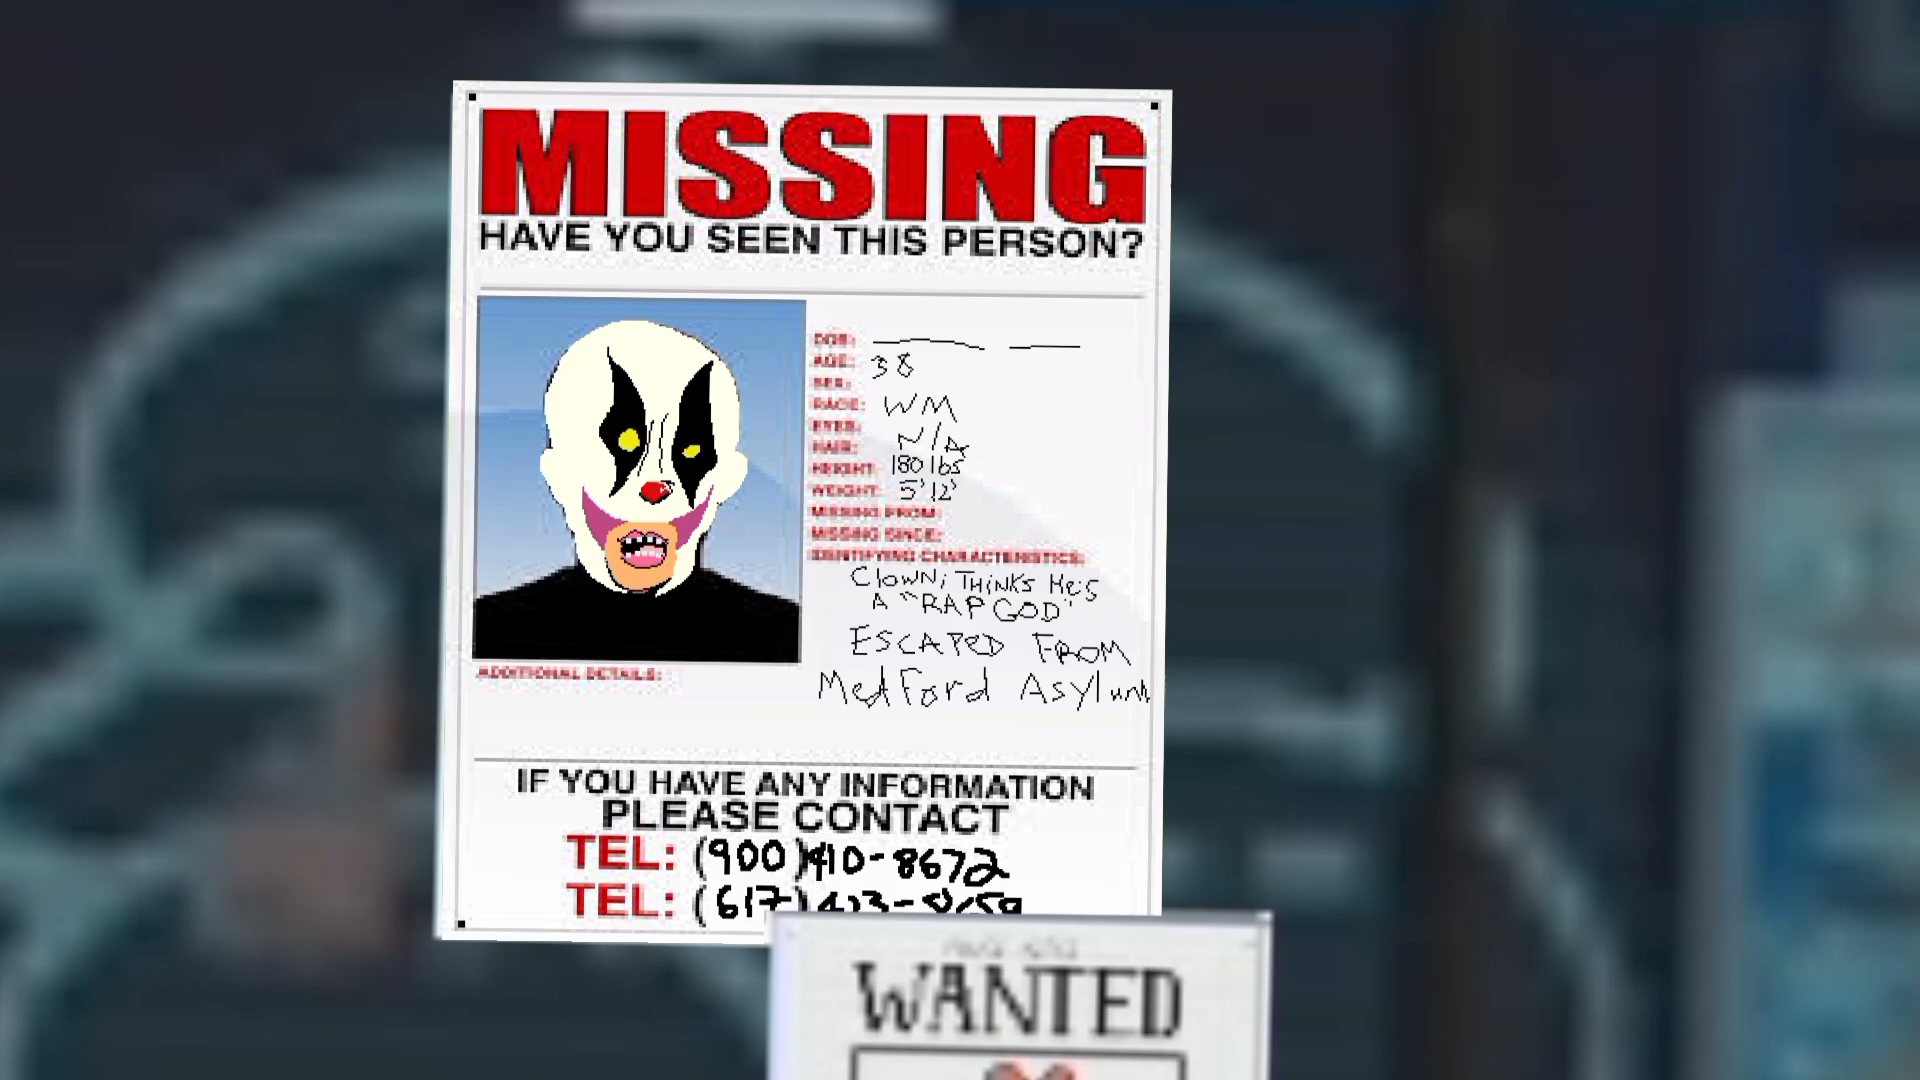 MISSING
HAVE YOU SEEN THIS PERSON?
DOB:
AGE: 38
SEX:
RACE: WM
EYES:
HAIR: N/A
HEIGHT: 180 lbs
WEIGHT: 5'12'
MISSING FROM:
MISSING SINCE:
IDENTIFYING CHARACTERISTICS:
Clown; THINKS He's
A "RAP GOD"
ESCAPED FROM
Medford Asylum
ADDITIONAL DETAILS:
IF YOU HAVE ANY INFORMATION
PLEASE CONTACT
TEL: (900) 410-8672
TEL: (617)
WANTED